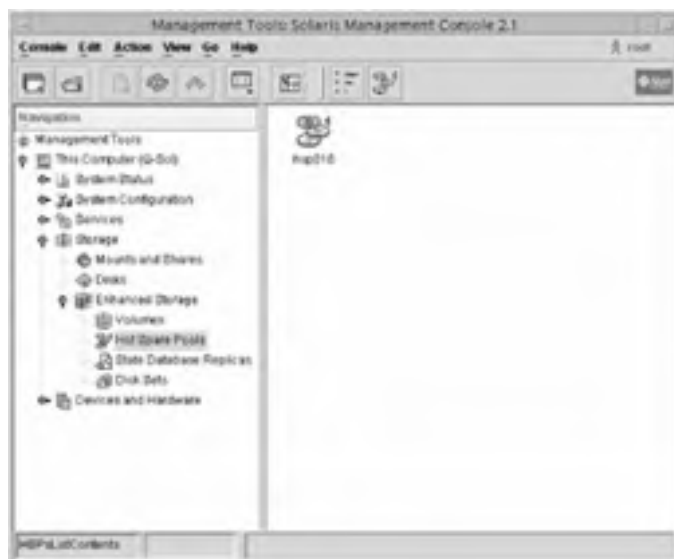 Management Tools: Solaris Management Console 2.1
Console Edit Action View Go Help
root
Navigation
Management Tools
This Computer
System Status
System Configuration
Services
Storage
Mounts and Shares
Disks
Enhanced Storage
Volumes
Hot Spare Pools
State Database Replicas
Disk Sets
Devices and Hardware